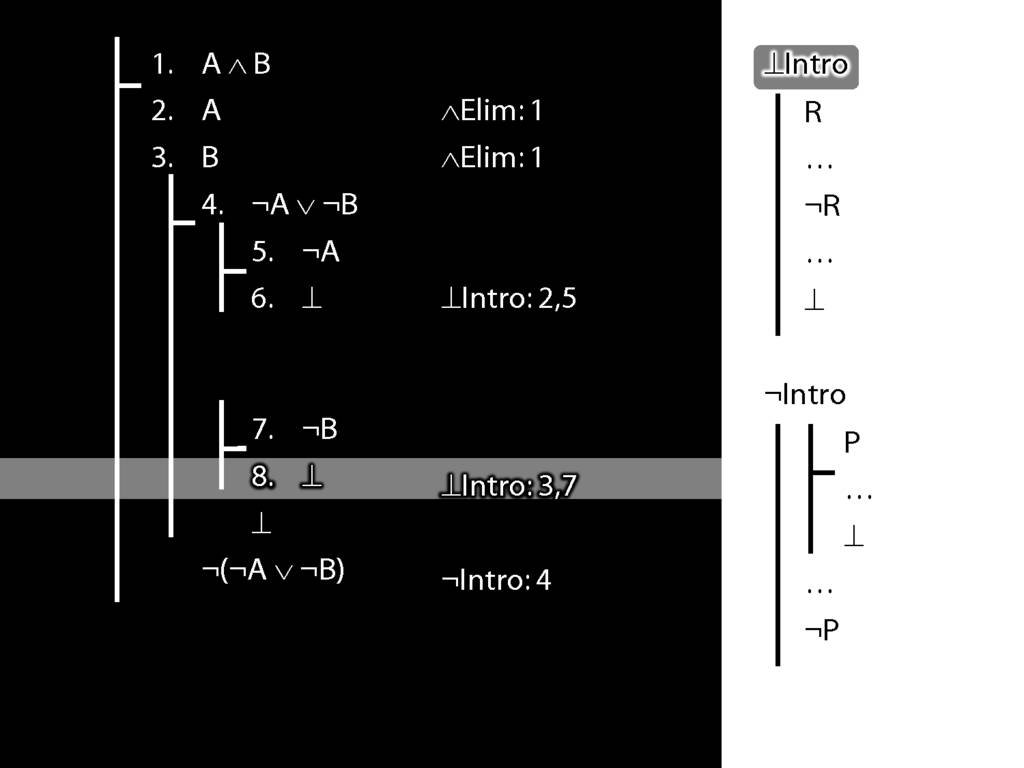 1. A ∧ B
2. A ∧Elim: 1
3. B ∧Elim: 1
4. ¬A ∨ ¬B
5. ¬A
6. ⊥ ⊥Intro: 2,5
7. ¬B
8. ⊥ ⊥Intro: 3,7
⊥
¬(¬A ∨ ¬B) ¬Intro: 4
⊥Intro
R
...
¬R
...
⊥
¬Intro
P
...
⊥
...
¬P